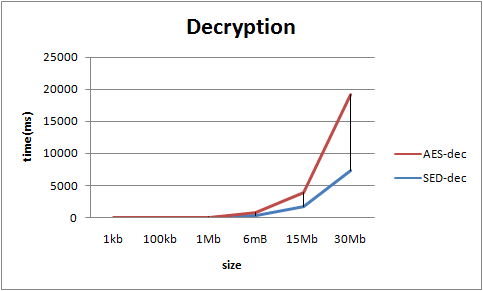 Decryption
25000
20000
15000
10000
5000
0
time(ms)
1kb 100kb 1Mb 6mB 15Mb 30Mb
size
AES-dec
SED-dec